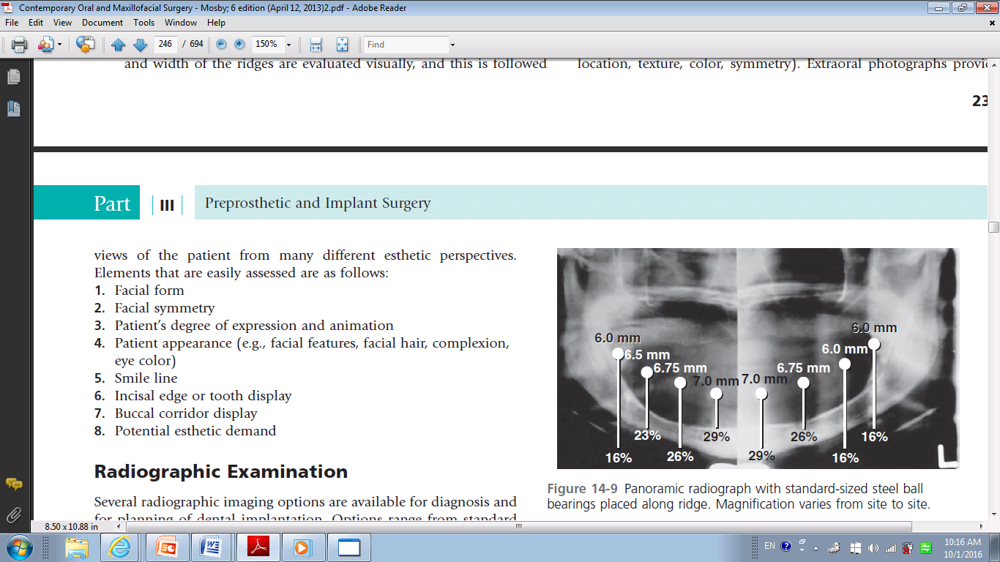 Contemporary Oral and Maxillofacial Surgery - Mosby; 6 edition (April 12, 2013)2.pdf - Adobe Reader
File Edit View Document Tools Window Help
246 / 694 150% Find
and width of the ridges are evaluated visually, and this is followed
location, texture, color, symmetry). Extraoral photographs
23
Part III Preprosthetic and Implant Surgery
views of the patient from many different esthetic perspectives.
Elements that are easily assessed are as follows:
1. Facial form
2. Facial symmetry
3. Patient's degree of expression and animation
4. Patient appearance (e.g., facial features, facial hair, complexion,
eye color)
5. Smile line
6. Incisal edge or tooth display
7. Buccal corridor display
8. Potential esthetic demand
Radiographic Examination
Several radiographic imaging options are available for diagnosis and
for planning of dental implantation. Options range from standard
6.0 mm
6.0 mm
6.5 mm
6.0 mm
6.75 mm
6.75 mm
7.0 mm 7.0 mm
23% 29% 26% 16%
16% 26% 29% 16%
L
Figure 14-9 Panoramic radiograph with standard-sized steel ball
bearings placed along ridge. Magnification varies from site to site.
8.50 x 10.88 in
EN
10:16 AM
10/1/2016